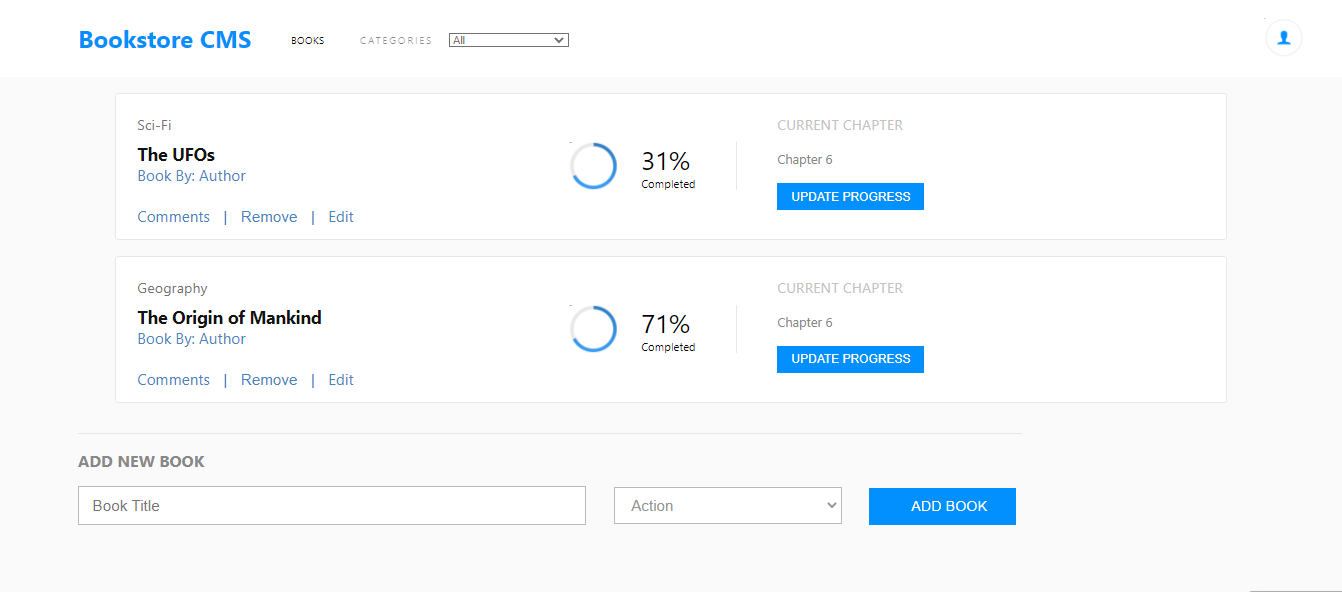 Bookstore CMS BOOKS CATEGORIES All
Sci-Fi
The UFOs
Book By: Author
Comments | Remove | Edit
31%
Completed
CURRENT CHAPTER
Chapter 6
UPDATE PROGRESS
Geography
The Origin of Mankind
Book By: Author
Comments | Remove | Edit
71%
Completed
CURRENT CHAPTER
Chapter 6
UPDATE PROGRESS
ADD NEW BOOK
Book Title Action ADD BOOK